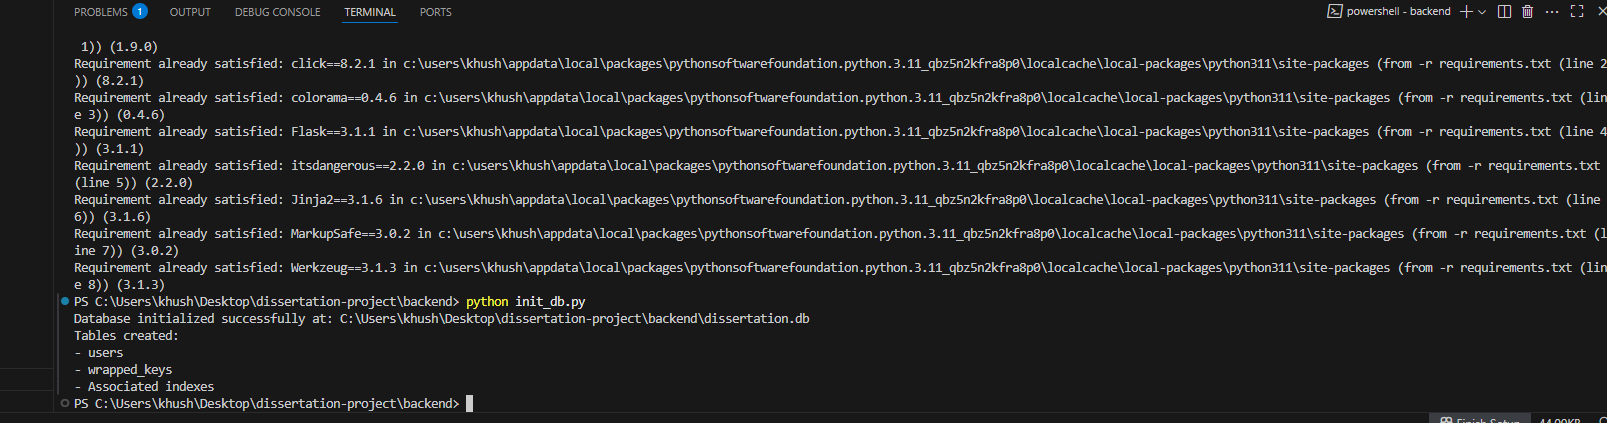 PROBLEMS 1 OUTPUT DEBUG CONSOLE TERMINAL PORTS powershell - backend
1)) (1.9.0)
Requirement already satisfied: click==8.2.1 in c:\users\khush\appdata\local\packages\pythonsoftwarefoundation.python.3.11_qbz5n2kfra8p0\localcache\local-packages\python311\site-packages (from -r requirements.txt (line 2
)) (8.2.1)
Requirement already satisfied: colorama==0.4.6 in c:\users\khush\appdata\local\packages\pythonsoftwarefoundation.python.3.11_qbz5n2kfra8p0\localcache\local-packages\python311\site-packages (from -r requirements.txt (lin
e 3)) (0.4.6)
Requirement already satisfied: Flask==3.1.1 in c:\users\khush\appdata\local\packages\pythonsoftwarefoundation.python.3.11_qbz5n2kfra8p0\localcache\local-packages\python311\site-packages (from -r requirements.txt (line 4
)) (3.1.1)
Requirement already satisfied: itsdangerous==2.2.0 in c:\users\khush\appdata\local\packages\pythonsoftwarefoundation.python.3.11_qbz5n2kfra8p0\localcache\local-packages\python311\site-packages (from -r requirements.txt
(line 5)) (2.2.0)
Requirement already satisfied: Jinja2==3.1.6 in c:\users\khush\appdata\local\packages\pythonsoftwarefoundation.python.3.11_qbz5n2kfra8p0\localcache\local-packages\python311\site-packages (from -r requirements.txt (line
6)) (3.1.6)
Requirement already satisfied: MarkupSafe==3.0.2 in c:\users\khush\appdata\local\packages\pythonsoftwarefoundation.python.3.11_qbz5n2kfra8p0\localcache\local-packages\python311\site-packages (from -r requirements.txt (l
ine 7)) (3.0.2)
Requirement already satisfied: Werkzeug==3.1.3 in c:\users\khush\appdata\local\packages\pythonsoftwarefoundation.python.3.11_qbz5n2kfra8p0\localcache\local-packages\python311\site-packages (from -r requirements.txt (lin
e 8)) (3.1.3)
PS C:\Users\khush\Desktop\dissertation-project\backend> python init_db.py
Database initialized successfully at: C:\Users\khush\Desktop\dissertation-project\backend\dissertation.db
Tables created:
- users
- wrapped_keys
- Associated indexes
PS C:\Users\khush\Desktop\dissertation-project\backend>
Finish Setup 44.00KB